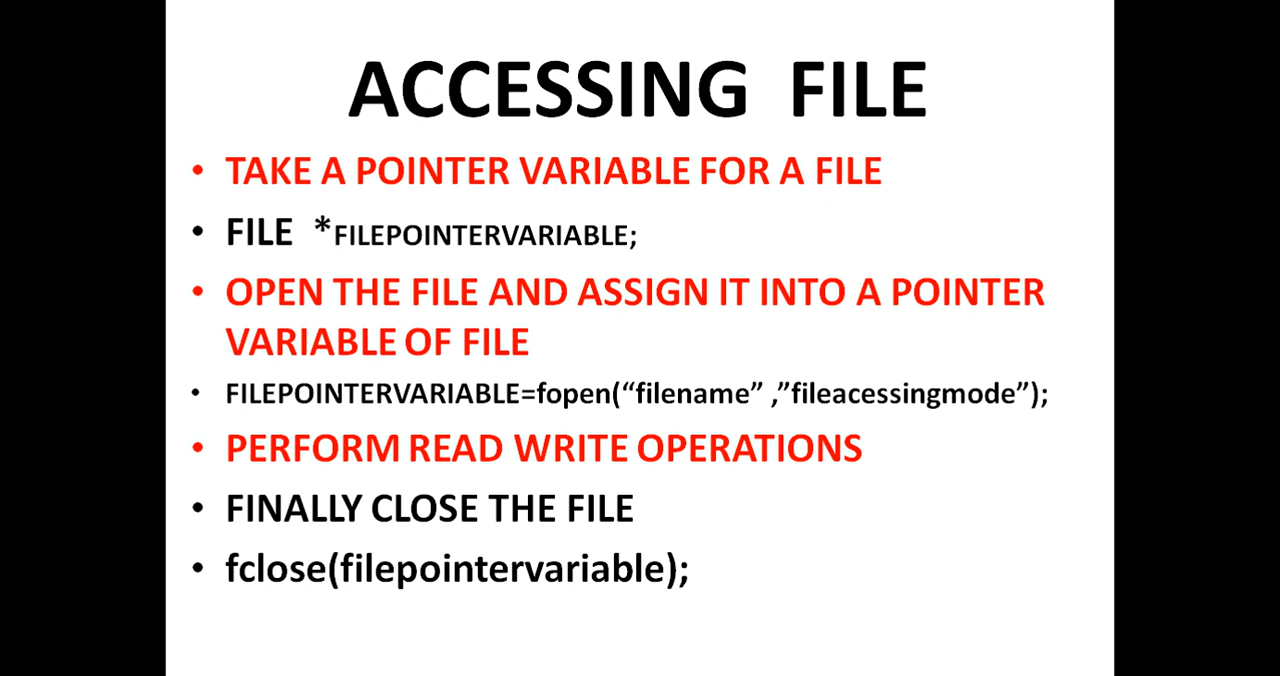 ACCESSING FILE
• TAKE A POINTER VARIABLE FOR A FILE
• FILE *FILEPOINTERVARIABLE;
• OPEN THE FILE AND ASSIGN IT INTO A POINTER
VARIABLE OF FILE
• FILEPOINTERVARIABLE=fopen(“filename” ,”fileacessingmode”);
• PERFORM READ WRITE OPERATIONS
• FINALLY CLOSE THE FILE
• fclose(filepointervariable);